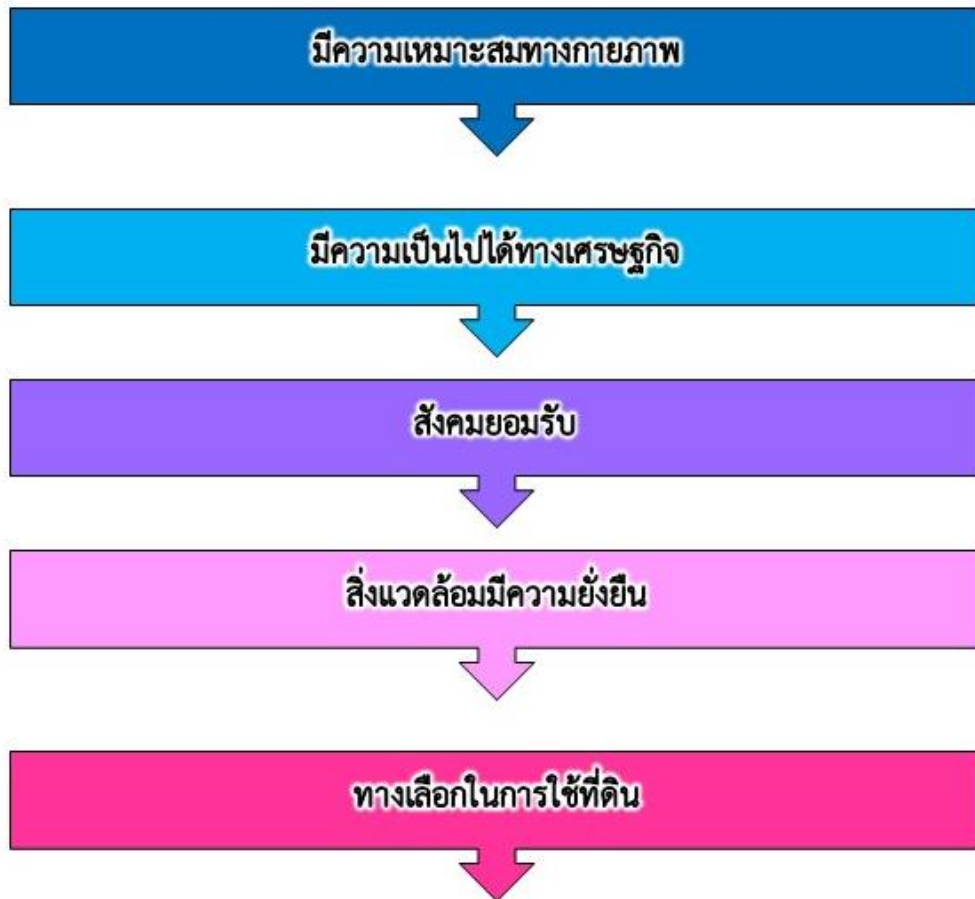 มีความเหมาะสมทางกายภาพ
มีความเป็นไปได้ทางเศรษฐกิจ
สังคมยอมรับ
สิ่งแวดล้อมมีความยั่งยืน
ทางเลือกในการใช้ที่ดิน